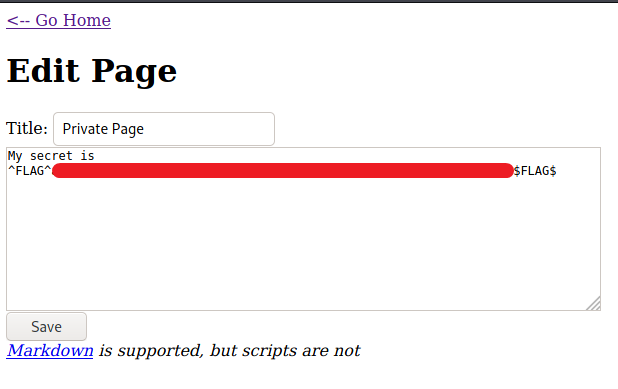 <-- Go Home
Edit Page
Title: Private Page
My secret is
^FLAG^ $FLAG$
Save
Markdown is supported, but scripts are not